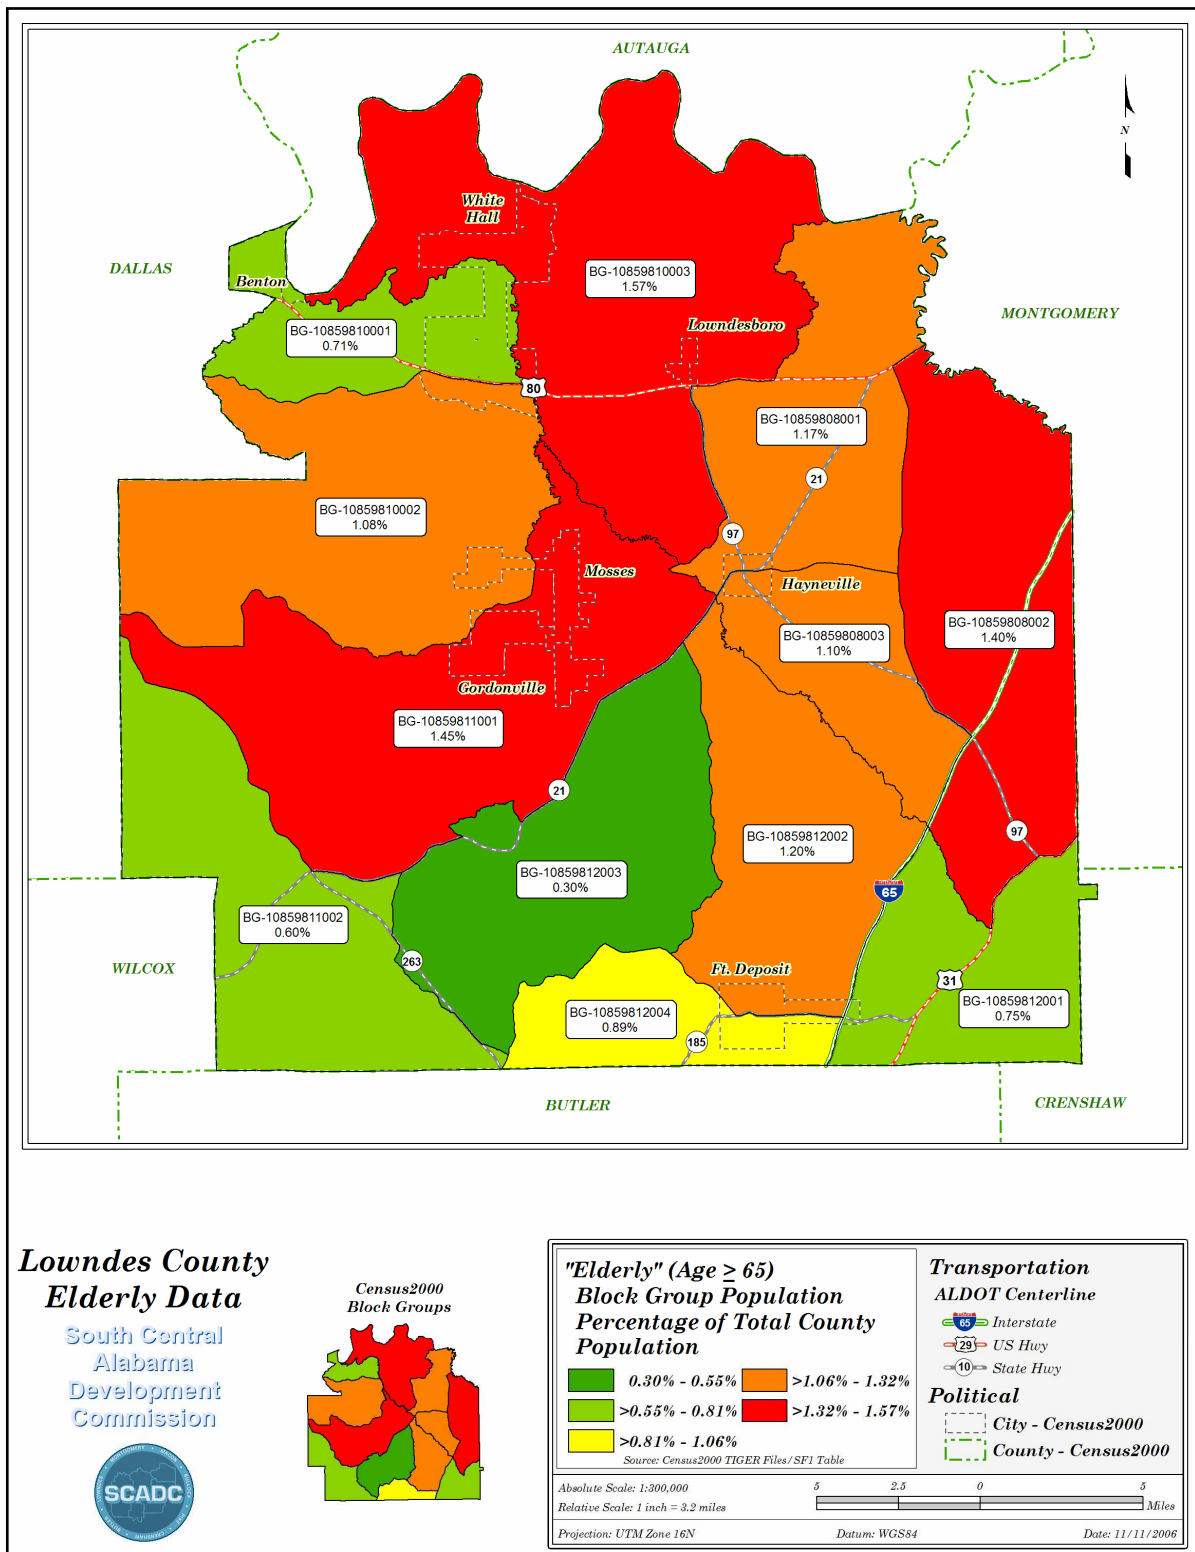 AUTAUGA
N
White
Hall
DALLAS
BG-10859810003
1.57%
Benton
MONTGOMERY
Lowndesboro
BG-10859810001
0.71%
80
BG-10859808001
1.17%
21
BG-10859810002
1.08%
97
Mosses
Hayneville
BG-10859808002
1.40%
BG-10859808003
1.10%
Gordonville
BG-10859811001
1.45%
21
97
BG-10859812002
1.20%
BG-10859812003
0.30%
65
BG-10859811002
0.60%
263
WILCOX
Ft. Deposit
31
BG-10859812001
0.75%
BG-10859812004
0.89%
185
BUTLER
CRENSHAW
Lowndes County
Elderly Data
South Central
Alabama
Development
Commission
SCADC
Census2000
Block Groups
"Elderly" (Age ≥ 65)
Block Group Population
Percentage of Total County
Population
0.30% - 0.55%
>1.06% - 1.32%
>0.55% - 0.81%
>1.32% - 1.57%
>0.81% - 1.06%
Source: Census2000 TIGER Files/SF1 Table
Transportation
ALDOT Centerline
65 Interstate
29 US Hwy
10 State Hwy
Political
City - Census2000
County - Census2000
Absolute Scale: 1:300,000
Relative Scale: 1 inch = 3.2 miles
5 2.5 0 5
Miles
Projection: UTM Zone 16N
Datum: WGS84
Date: 11/11/2006